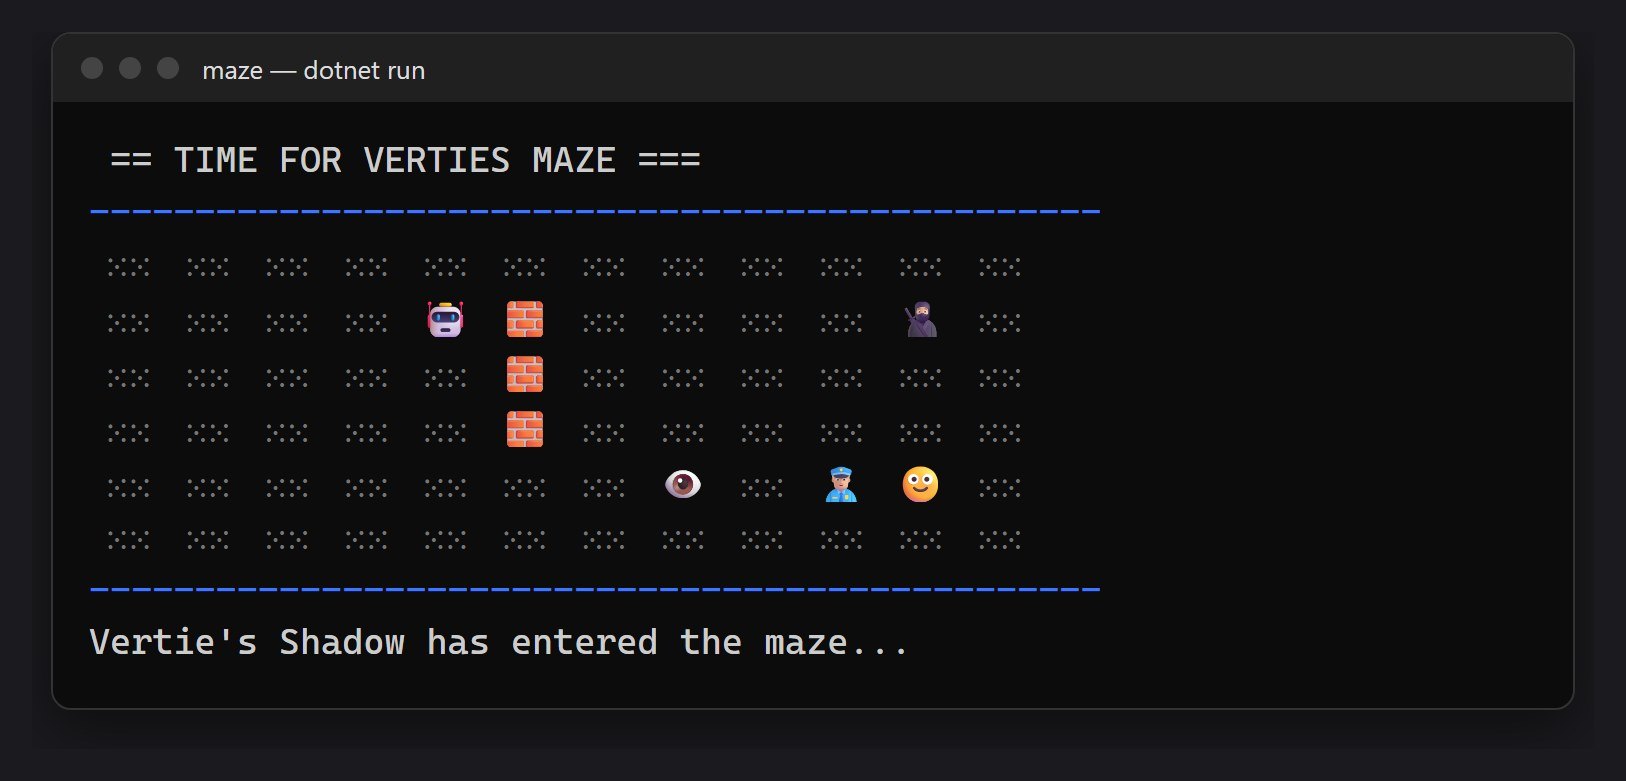 maze — dotnet run
== TIME FOR VERTIES MAZE ===
Vertie's Shadow has entered the maze...